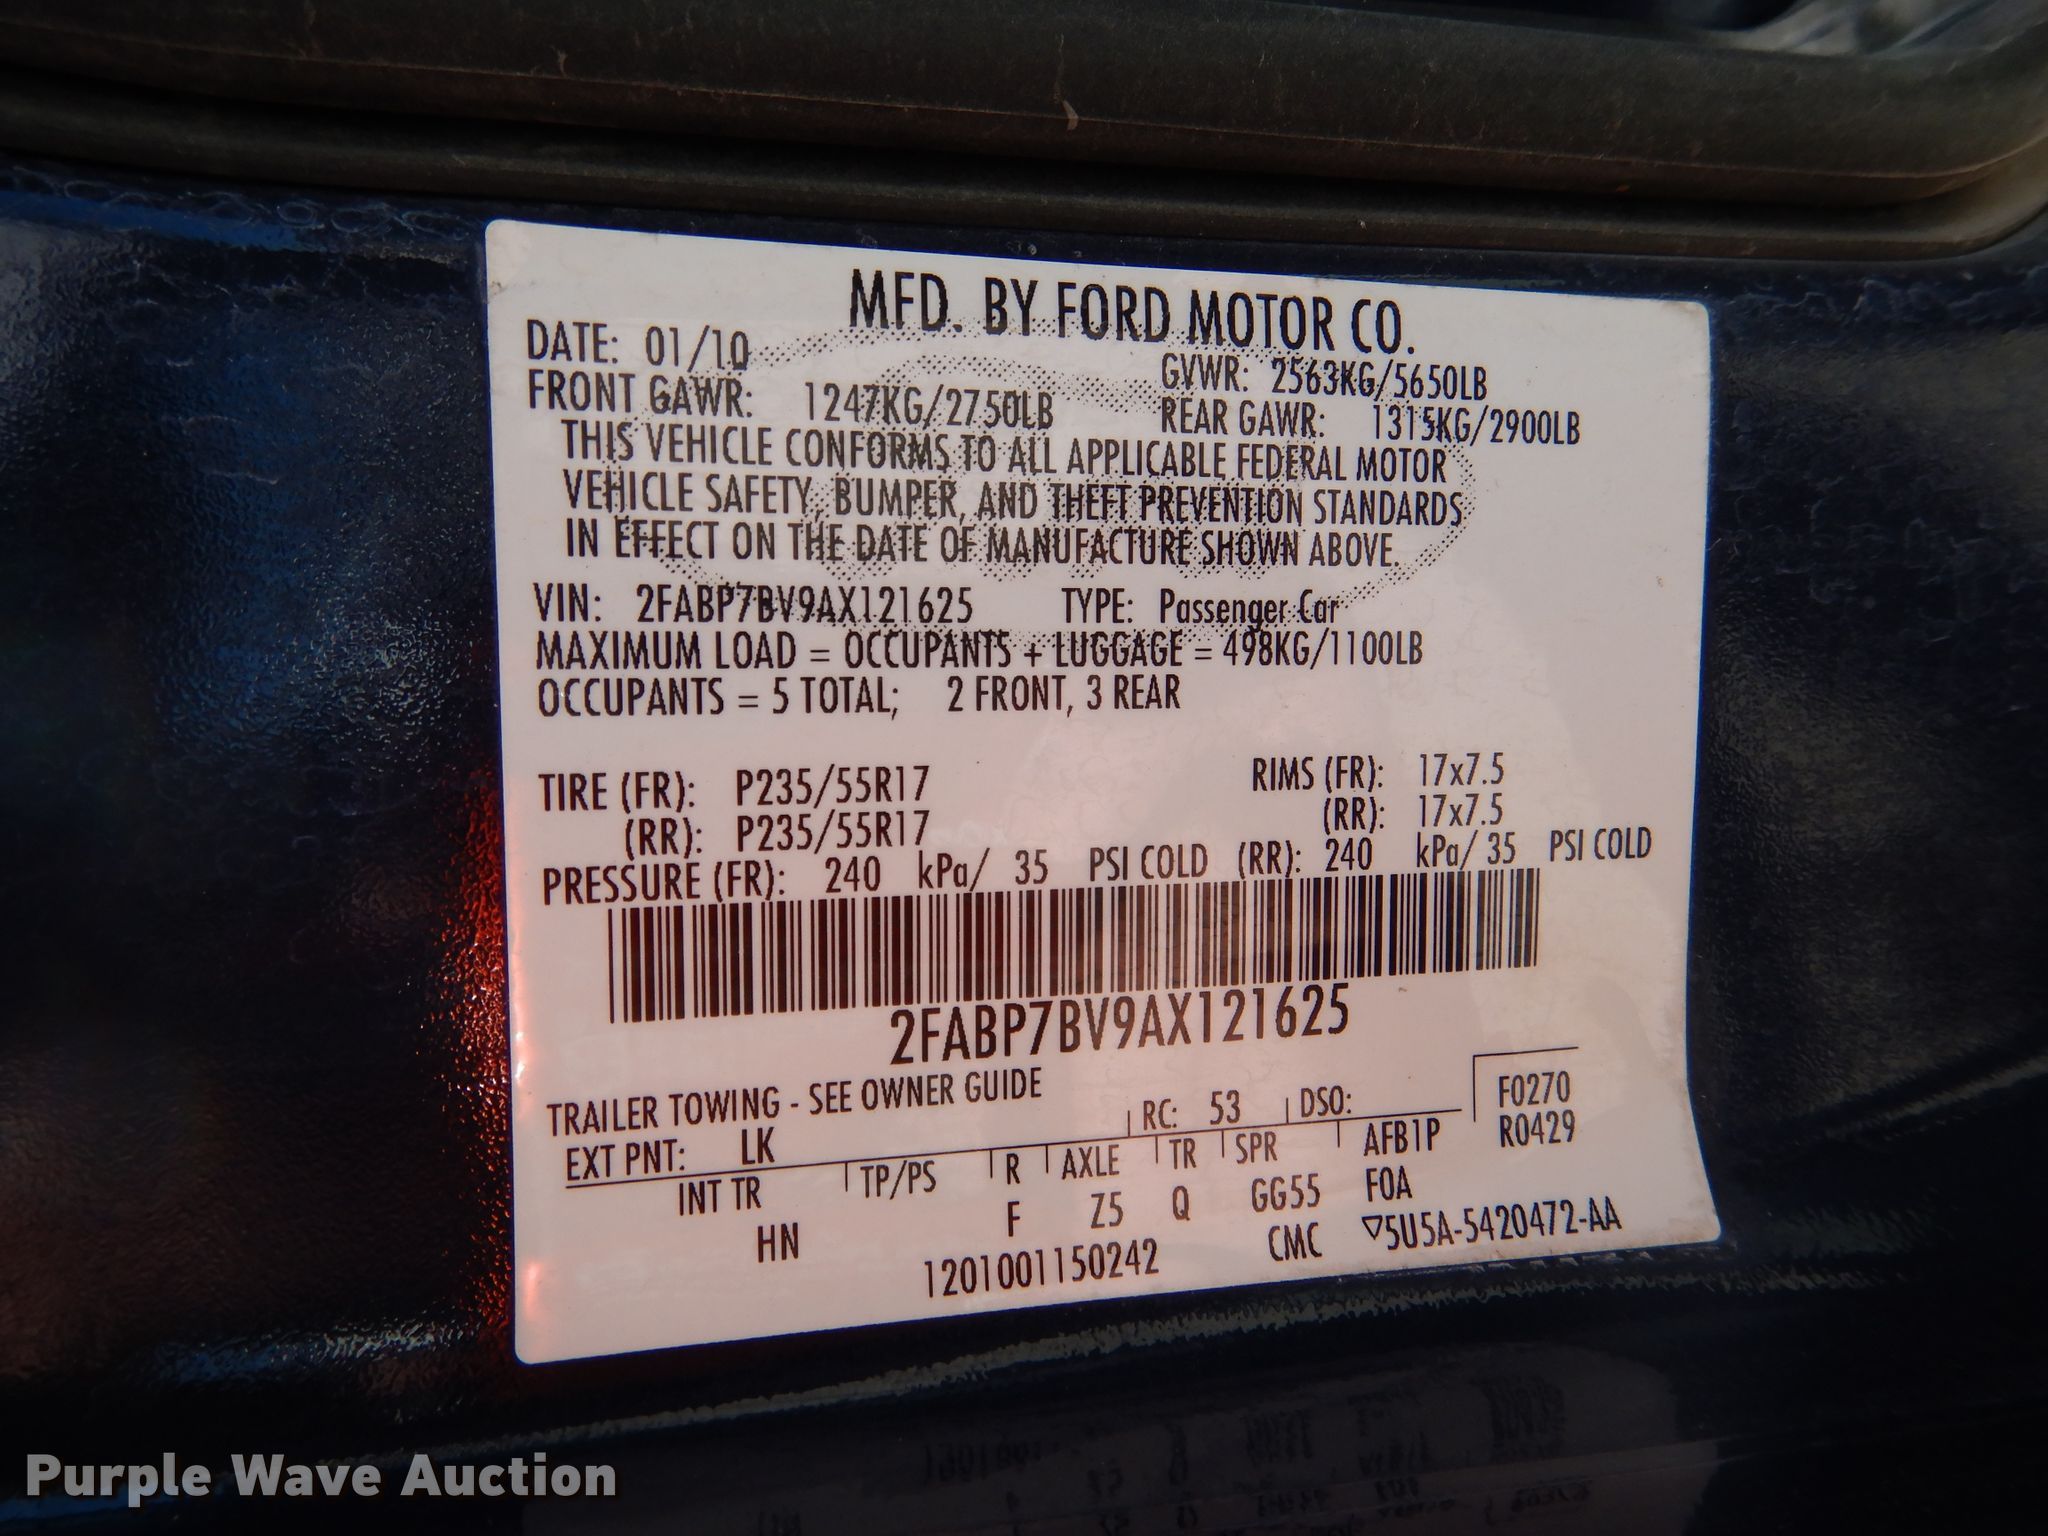 MFD. BY FORD MOTOR CO.
DATE: 01/10 GVWR: 2563KG/5650LB
FRONT GAWR: 1247KG/2750LB REAR GAWR: 1315KG/2900LB
THIS VEHICLE CONFORMS TO ALL APPLICABLE FEDERAL MOTOR
VEHICLE SAFETY, BUMPER, AND THEFT PREVENTION STANDARDS
IN EFFECT ON THE DATE OF MANUFACTURE SHOWN ABOVE.
VIN: 2FABP7BV9AX121625 TYPE: Passenger Car
MAXIMUM LOAD = OCCUPANTS + LUGGAGE = 498KG/1100LB
OCCUPANTS = 5 TOTAL; 2 FRONT, 3 REAR
TIRE (FR): P235/55R17 RIMS (FR): 17x7.5
(RR): P235/55R17 (RR): 17x7.5
PRESSURE (FR): 240 kPa/ 35 PSI COLD (RR): 240 kPa/ 35 PSI COLD
2FABP7BV9AX121625
TRAILER TOWING - SEE OWNER GUIDE F0270
EXT PNT: LK RC: 53 DSO: R0429
INT TR TP/PS R AXLE TR SPR AFB1P
HN F Z5 Q GG55 FOA
1201001150242 CMC ▽5U5A-5420472-AA
Purple Wave Auction